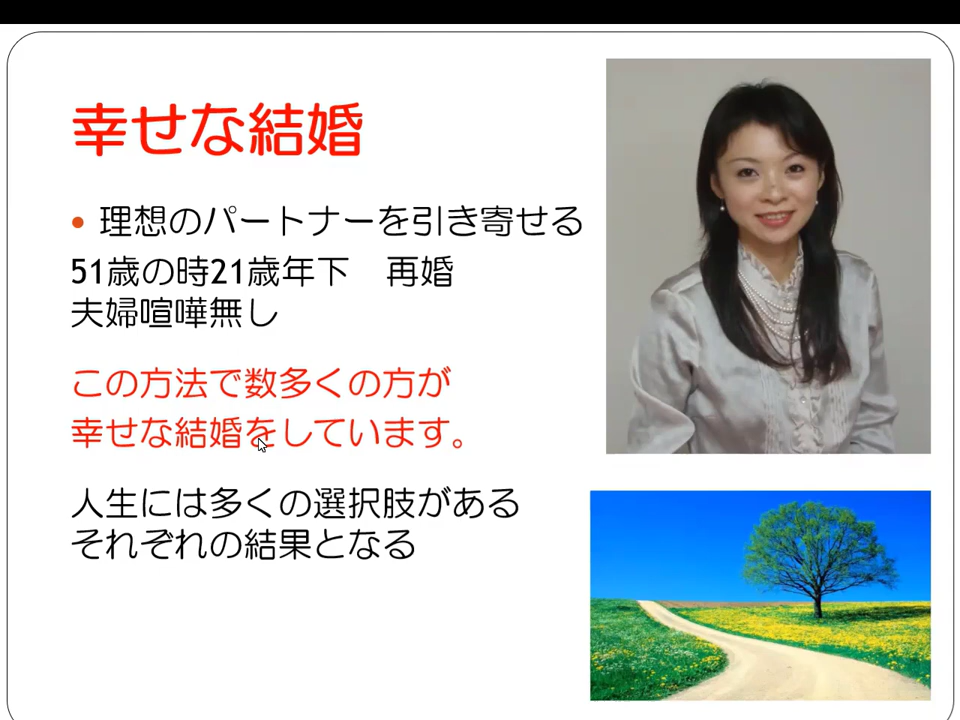 幸せな結婚
• 理想のパートナーを引き寄せる
51歳の時21歳年下　再婚
夫婦喧嘩無し
この方法で数多くの方が
幸せな結婚をしています。
人生には多くの選択肢がある
それぞれの結果となる